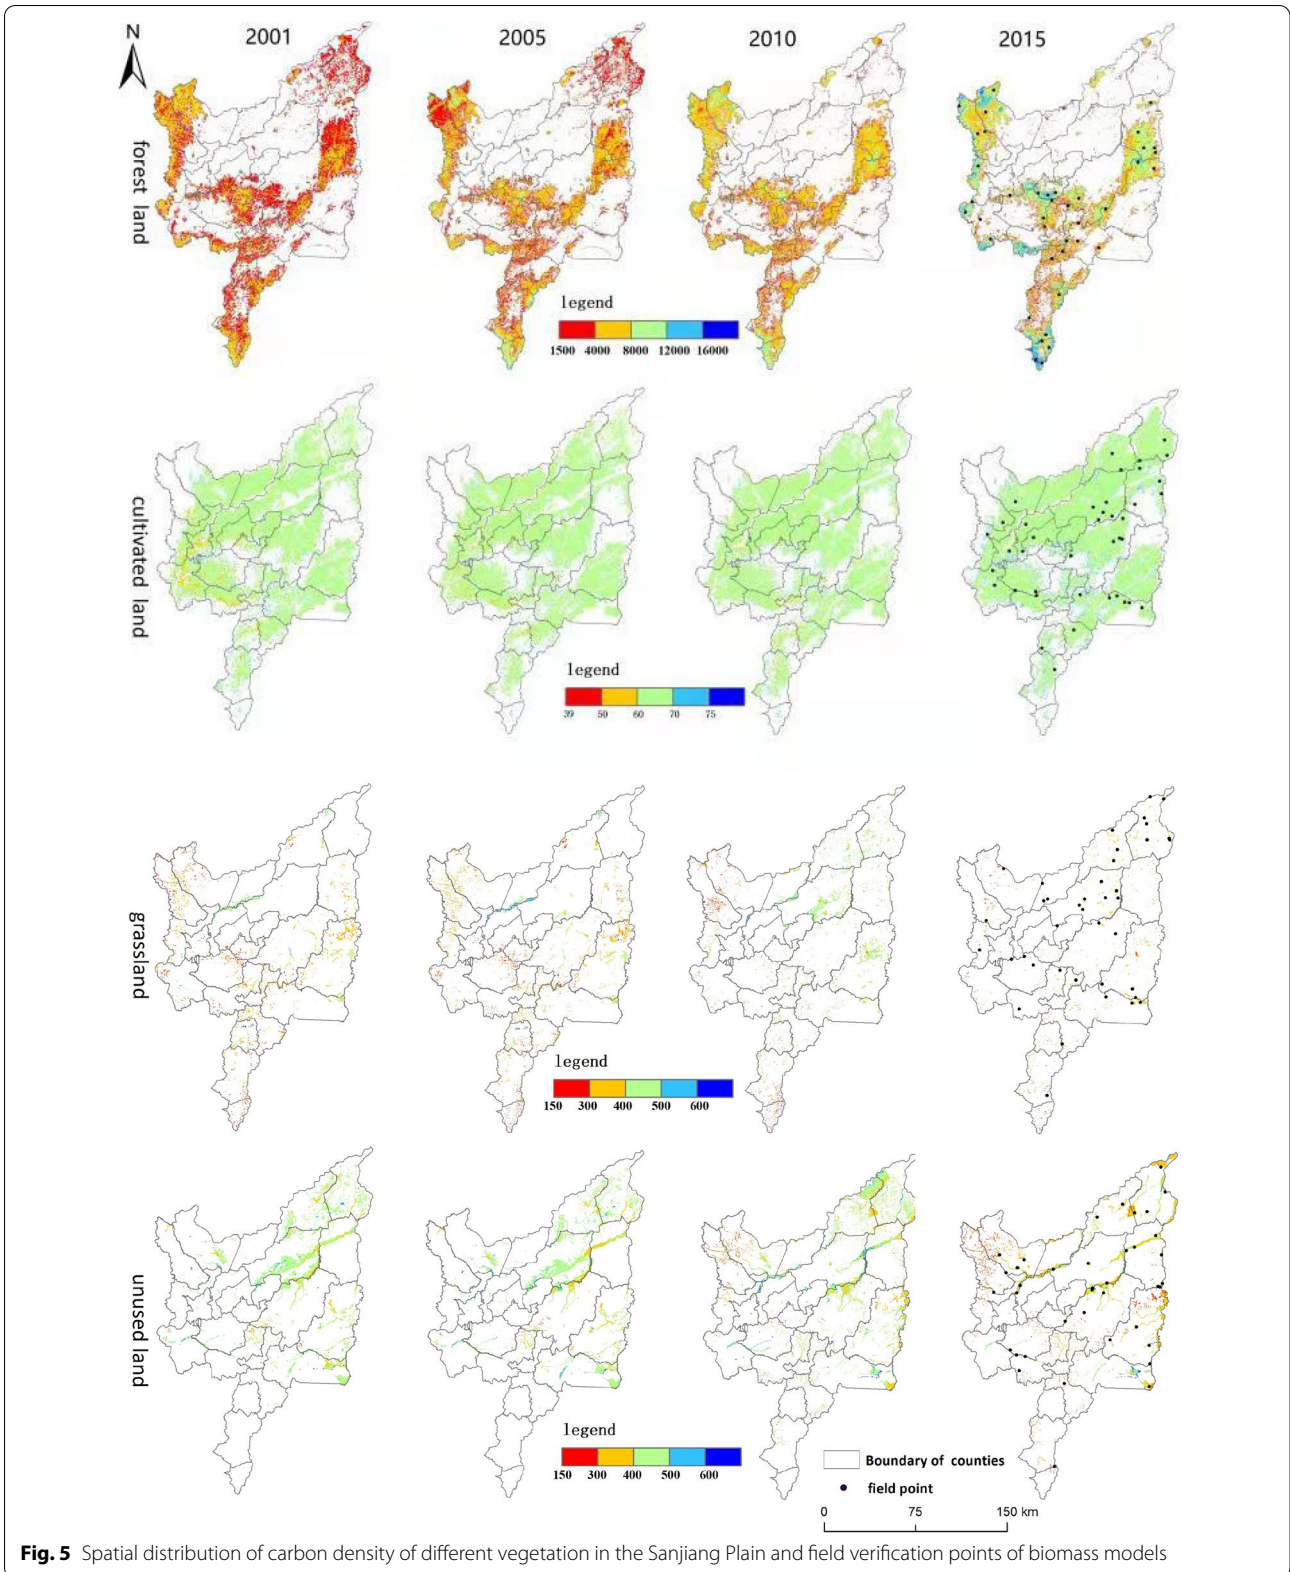 N
2001 2005 2010 2015
forest land
legend
1500 4000 8000 12000 16000
cultivated land
legend
39 50 60 70 75
grassland
legend
150 300 400 500 600
unused land
legend
150 300 400 500 600
Boundary of counties
field point
0 75 150 km
Fig. 5 Spatial distribution of carbon density of different vegetation in the Sanjiang Plain and field verification points of biomass models